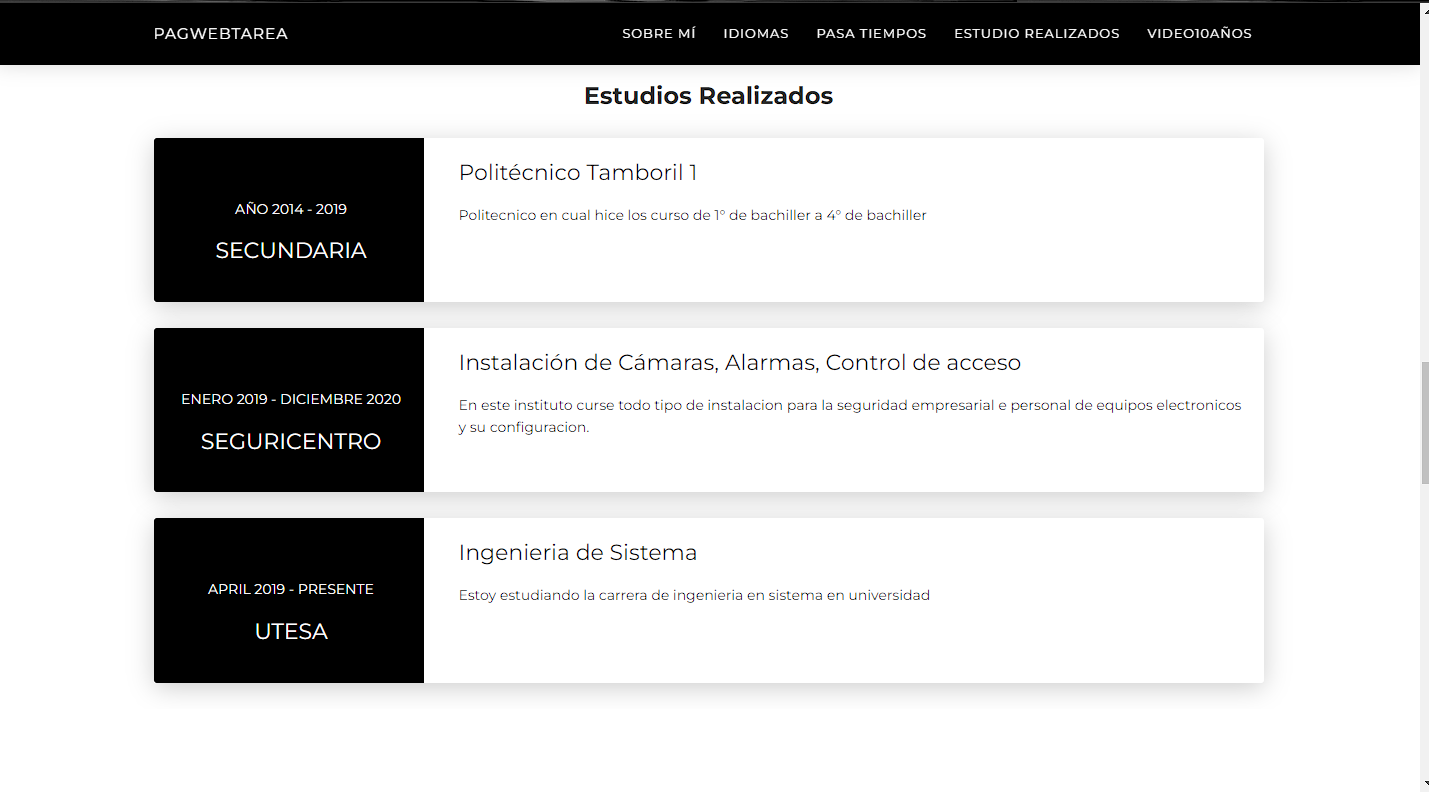 PAGWEBTAREA
SOBRE MÍ IDIOMAS PASA TIEMPOS ESTUDIO REALIZADOS VIDEO10AÑOS
Estudios Realizados
AÑO 2014 - 2019
SECUNDARIA
Politécnico Tamboril 1
Politecnico en cual hice los curso de 1° de bachiller a 4° de bachiller
ENERO 2019 - DICIEMBRE 2020
SEGURICENTRO
Instalación de Cámaras, Alarmas, Control de acceso
En este instituto curse todo tipo de instalacion para la seguridad empresarial e personal de equipos electronicos
y su configuracion.
APRIL 2019 - PRESENTE
UTESA
Ingenieria de Sistema
Estoy estudiando la carrera de ingenieria en sistema en universidad